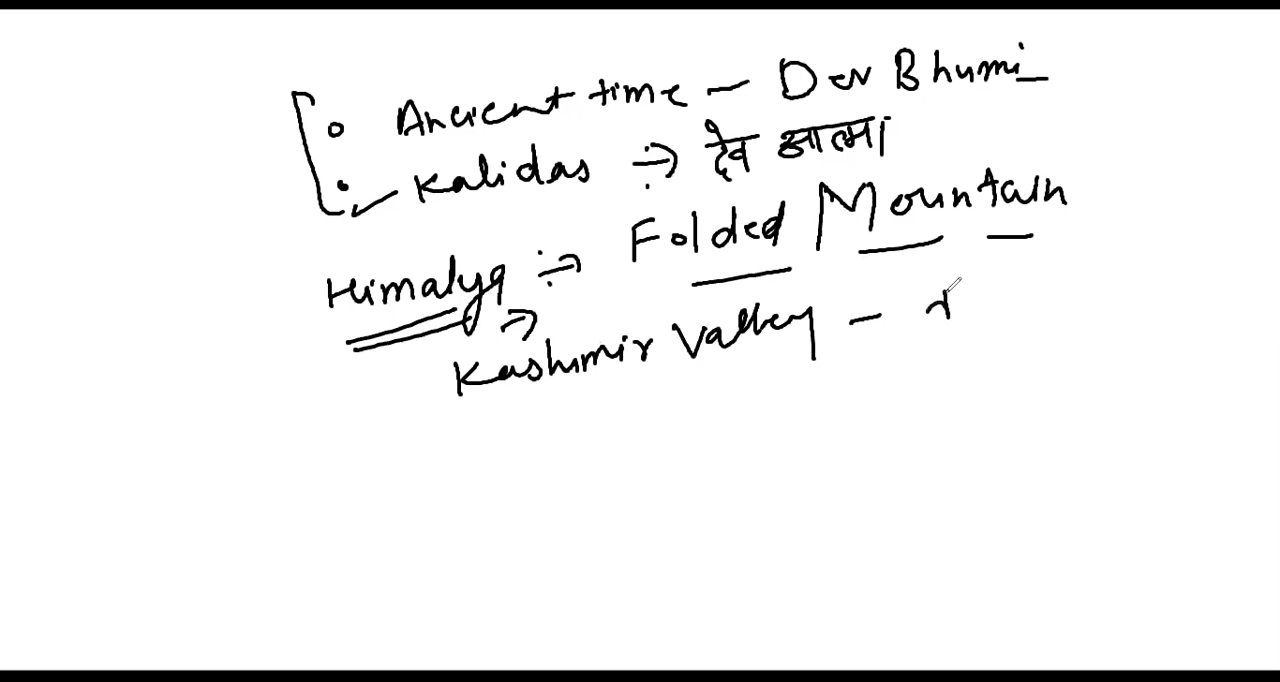 Ancient time - Dev Bhumi
Kalidas → देव आत्मा
Himalya → Folded Mountain
→ Kashmir Valley -